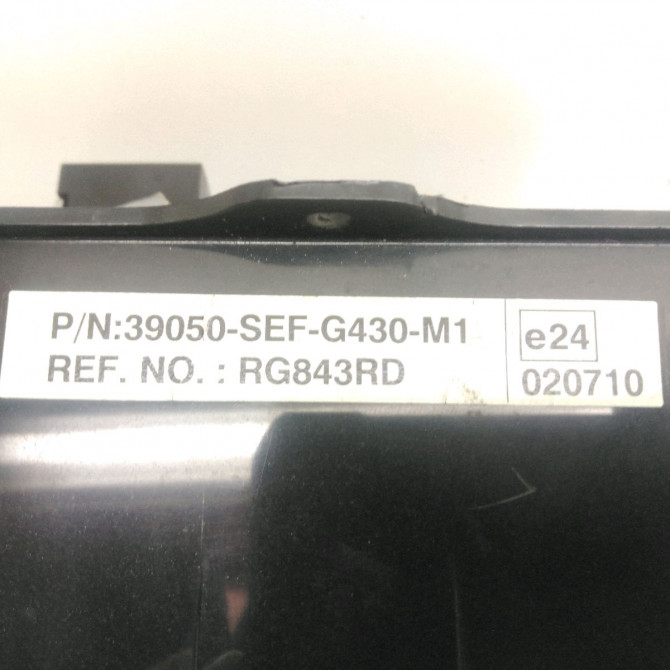 P/N:39050-SEF-G430-M1
REF. NO. : RG843RD
e24
020710